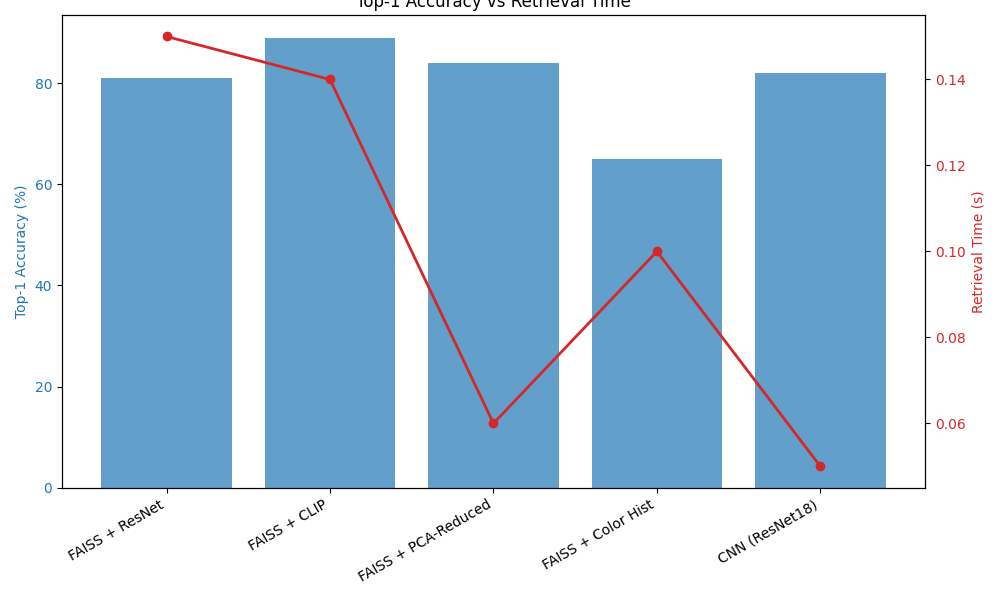 Top-1 Accuracy vs Retrieval Time
80
60
40
20
0
Top-1 Accuracy (%)
0.14
0.12
0.10
0.08
0.06
Retrieval Time (s)
FAISS + ResNet
FAISS + CLIP
FAISS + PCA-Reduced
FAISS + Color Hist
CNN (ResNet18)